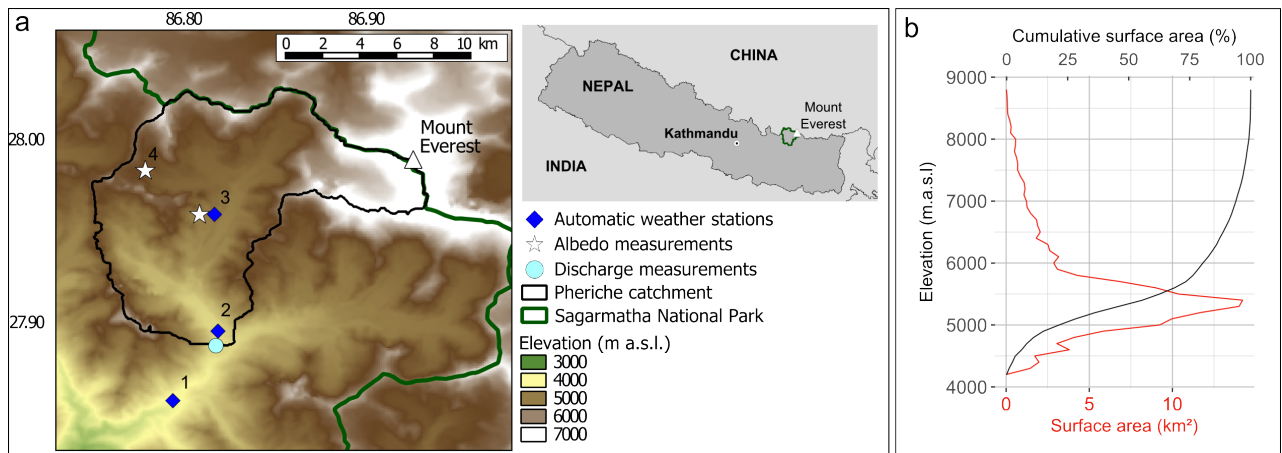 a
86.80 86.90
0 2 4 6 8 10 km
28.00
27.90
Mount
Everest
4
3
2
1
CHINA
NEPAL
Mount
Everest
Kathmandu
INDIA
Automatic weather stations
Albedo measurements
Discharge measurements
Pheriche catchment
Sagarmatha National Park
Elevation (m a.s.l.)
3000
4000
5000
6000
7000
b
Cumulative surface area (%)
0 25 50 75 100
Elevation (m.a.s.l)
9000
8000
7000
6000
5000
4000
0 5 10
Surface area (km²)